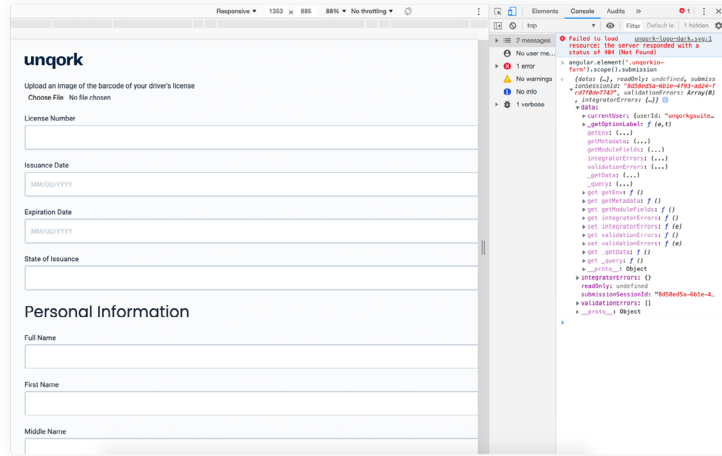 Responsive ▾ 1353 × 885 88% ▾ No throttling ▾
Elements Console Audits » 1
top Filter Default le 1 hidden
unqork
Upload an image of the barcode of your driver's license
Choose File No file chosen
License Number
Issuance Date
MM/DD/YYYY
Expiration Date
MM/DD/YYYY
State of Issuance
Personal Information
Full Name
First Name
Middle Name
2 messages
No user me...
1 error
No warnings
No info
1 verbose
Failed to load unqork-logo-dark.svg:1
resource: the server responded with a
status of 404 (Not Found)
angular.element('.unqorkio-
form').scope().submission
{data: {…}, readOnly: undefined, submiss
ionSessionId: "8d58ed5a-6b1e-4f93-ad24-f
cd7f0de7742", validationErrors: Array(0)
, integratorErrors: {…}}
data:
currentUser: {userId: "unqorkgsuite…
_getOptionLabel: ƒ (e,t)
getEnv: (...)
getMetadata: (...)
getModuleFields: (...)
integratorErrors: (...)
validationErrors: (...)
_getData: (...)
_query: (...)
get getEnv: ƒ ()
get getMetadata: ƒ ()
get getModuleFields: ƒ ()
get integratorErrors: ƒ ()
set integratorErrors: ƒ (e)
get validationErrors: ƒ ()
set validationErrors: ƒ (e)
get _getData: ƒ ()
get _query: ƒ ()
__proto__: Object
integratorErrors: {}
readOnly: undefined
submissionSessionId: "8d58ed5a-6b1e-4…
validationErrors: []
__proto__: Object